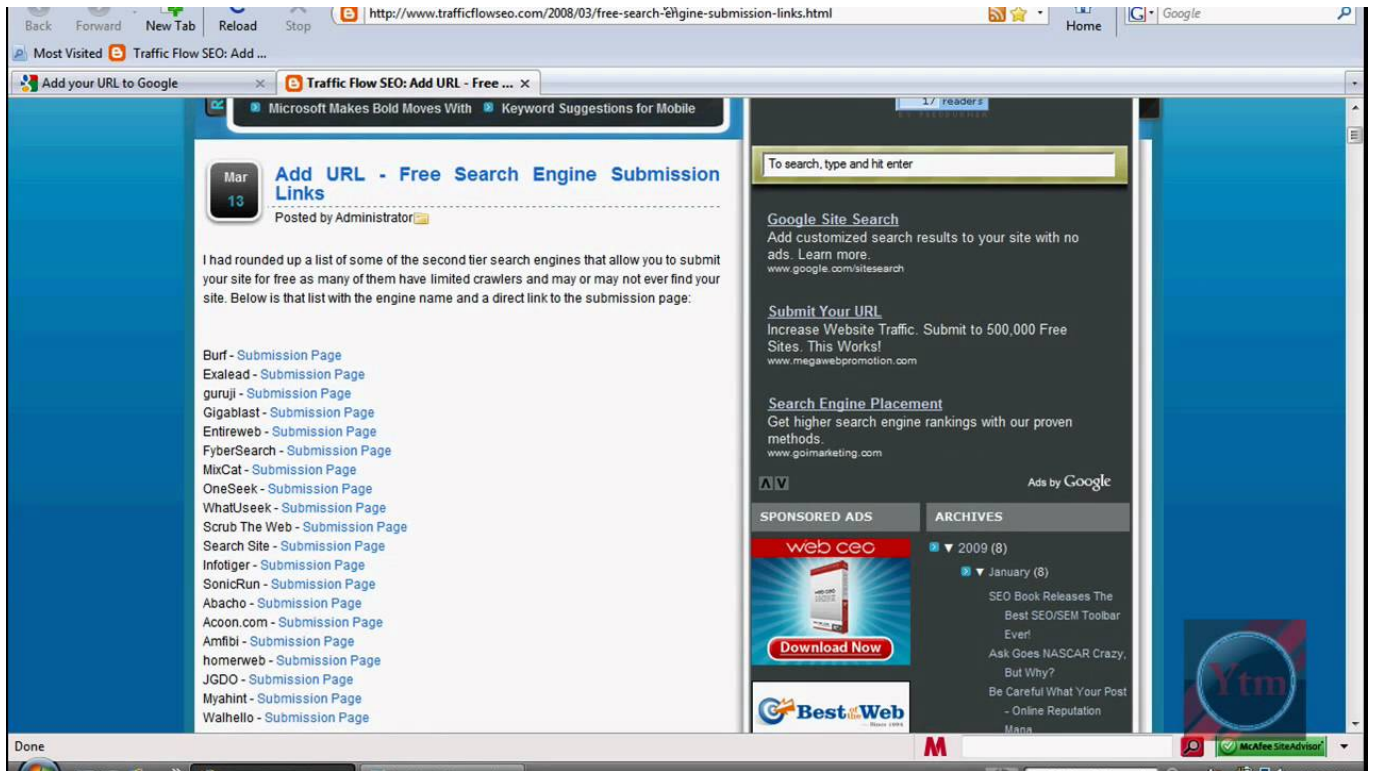 Back Forward New Tab Reload Stop http://www.trafficflowseo.com/2008/03/free-search-engine-submission-links.html Home G Google
Most Visited Traffic Flow SEO: Add ...
Add your URL to Google Traffic Flow SEO: Add URL - Free ...
Microsoft Makes Bold Moves With Keyword Suggestions for Mobile
17 readers
Mar
13
Add URL - Free Search Engine Submission
Links
Posted by Administrator
I had rounded up a list of some of the second tier search engines that allow you to submit
your site for free as many of them have limited crawlers and may or may not ever find your
site. Below is that list with the engine name and a direct link to the submission page:
Burf - Submission Page
Exalead - Submission Page
guruji - Submission Page
Gigablast - Submission Page
Entireweb - Submission Page
FyberSearch - Submission Page
MixCat - Submission Page
OneSeek - Submission Page
WhatUseek - Submission Page
Scrub The Web - Submission Page
Search Site - Submission Page
Infotiger - Submission Page
SonicRun - Submission Page
Abacho - Submission Page
Acoon.com - Submission Page
Amfibi - Submission Page
homerweb - Submission Page
JGDO - Submission Page
Myahint - Submission Page
Walhello - Submission Page
To search, type and hit enter
Google Site Search
Add customized search results to your site with no
ads. Learn more.
www.google.com/sitesearch
Submit Your URL
Increase Website Traffic. Submit to 500,000 Free
Sites. This Works!
www.megawebpromotion.com
Search Engine Placement
Get higher search engine rankings with our proven
methods.
www.goimarketing.com
Ads by Google
SPONSORED ADS
web ceo
Download Now
Best of the Web
Since 1994
ARCHIVES
▼ 2009 (8)
▼ January (8)
SEO Book Releases The
Best SEO/SEM Toolbar
Ever!
Ask Goes NASCAR Crazy,
But Why?
Be Careful What Your Post
- Online Reputation
Mana
Ytm
Done
M
McAfee SiteAdvisor